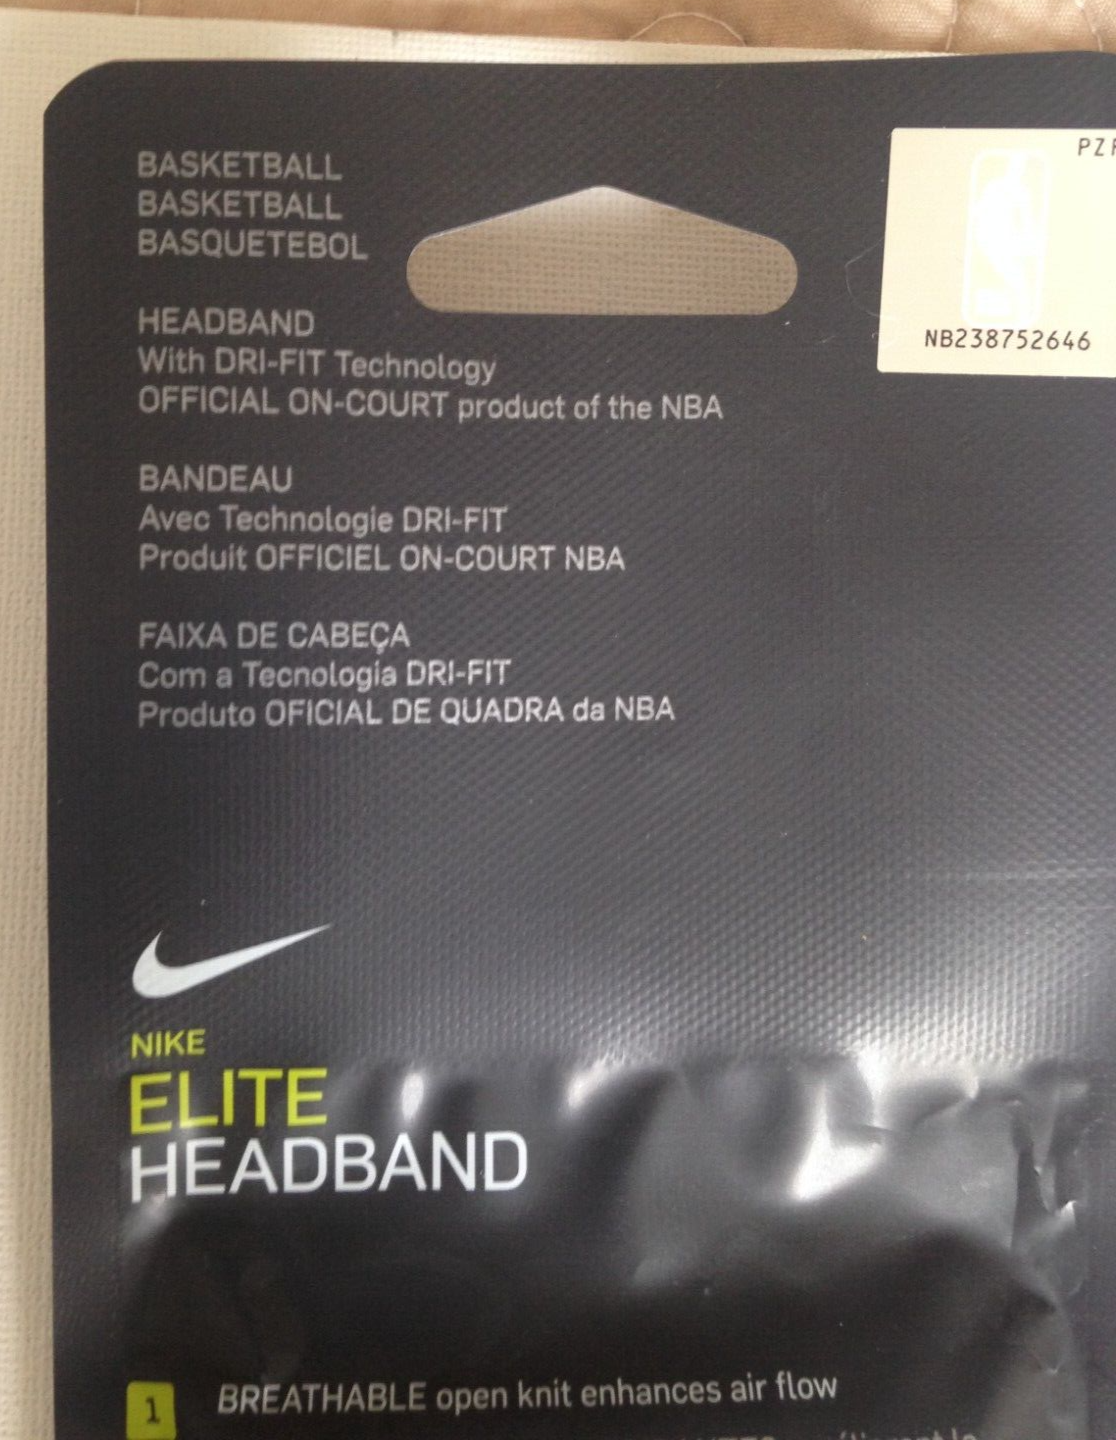 BASKETBALL
BASKETBALL
BASQUETEBOL
HEADBAND
With DRI-FIT Technology
OFFICIAL ON-COURT product of the NBA
BANDEAU
Avec Technologie DRI-FIT
Produit OFFICIEL ON-COURT NBA
FAIXA DE CABEÇA
Com a Tecnologia DRI-FIT
Produto OFICIAL DE QUADRA da NBA
NB238752646
NIKE
ELITE
HEADBAND
1 BREATHABLE open knit enhances air flow